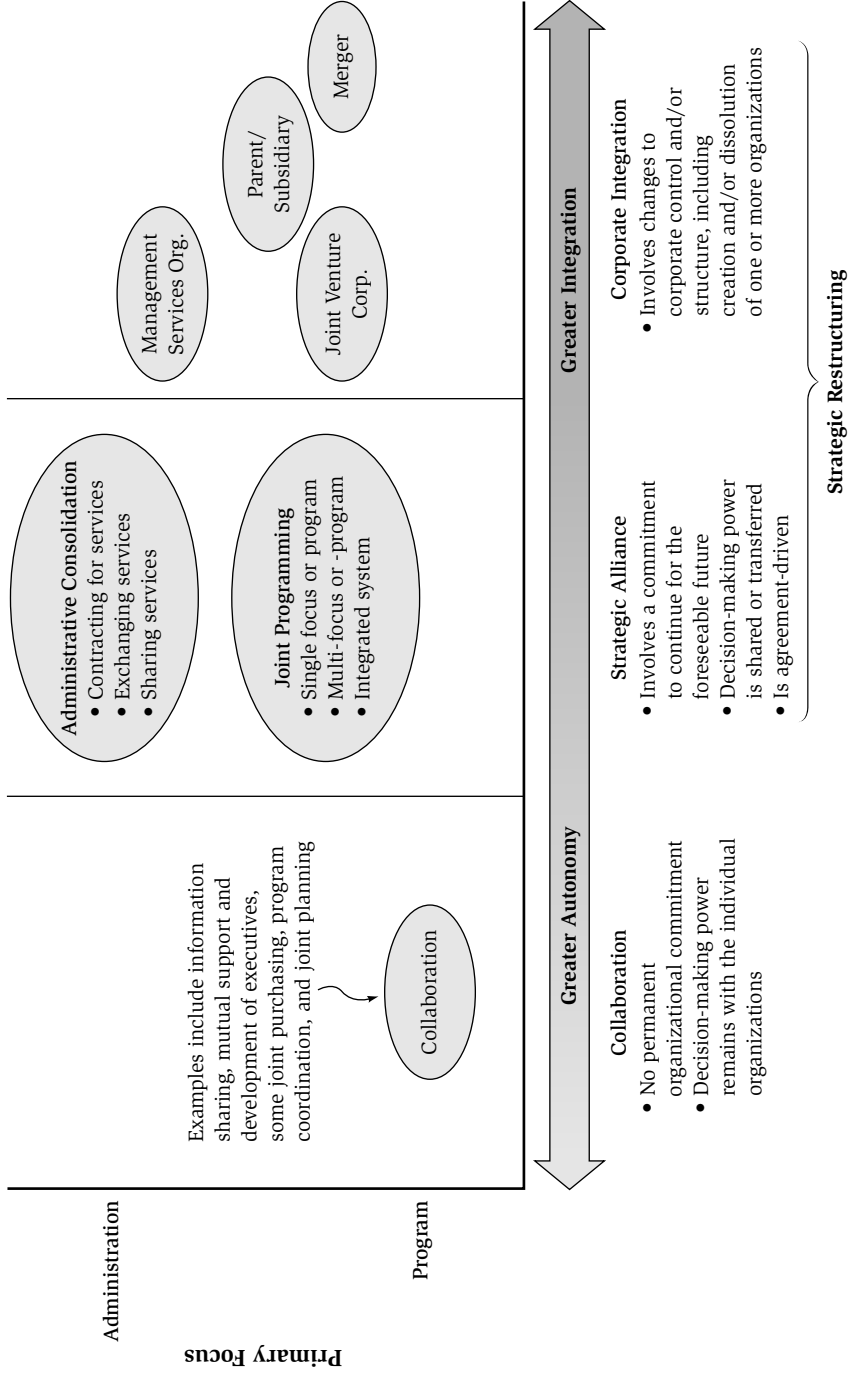 Primary Focus
Administration
Program
Examples include information
sharing, mutual support and
development of executives,
some joint purchasing, program
coordination, and joint planning
Collaboration
Administrative Consolidation
• Contracting for services
• Exchanging services
• Sharing services
Joint Programming
• Single focus or program
• Multi-focus or -program
• Integrated system
Management
Services Org.
Parent/
Subsidiary
Joint Venture
Corp.
Merger
Greater Autonomy
Greater Integration
Collaboration
• No permanent
organizational commitment
• Decision-making power
remains with the individual
organizations
Strategic Alliance
• Involves a commitment
to continue for the
foreseeable future
• Decision-making power
is shared or transferred
• Is agreement-driven
Corporate Integration
• Involves changes to
corporate control and/or
structure, including
creation and/or dissolution
of one or more organizations
Strategic Restructuring